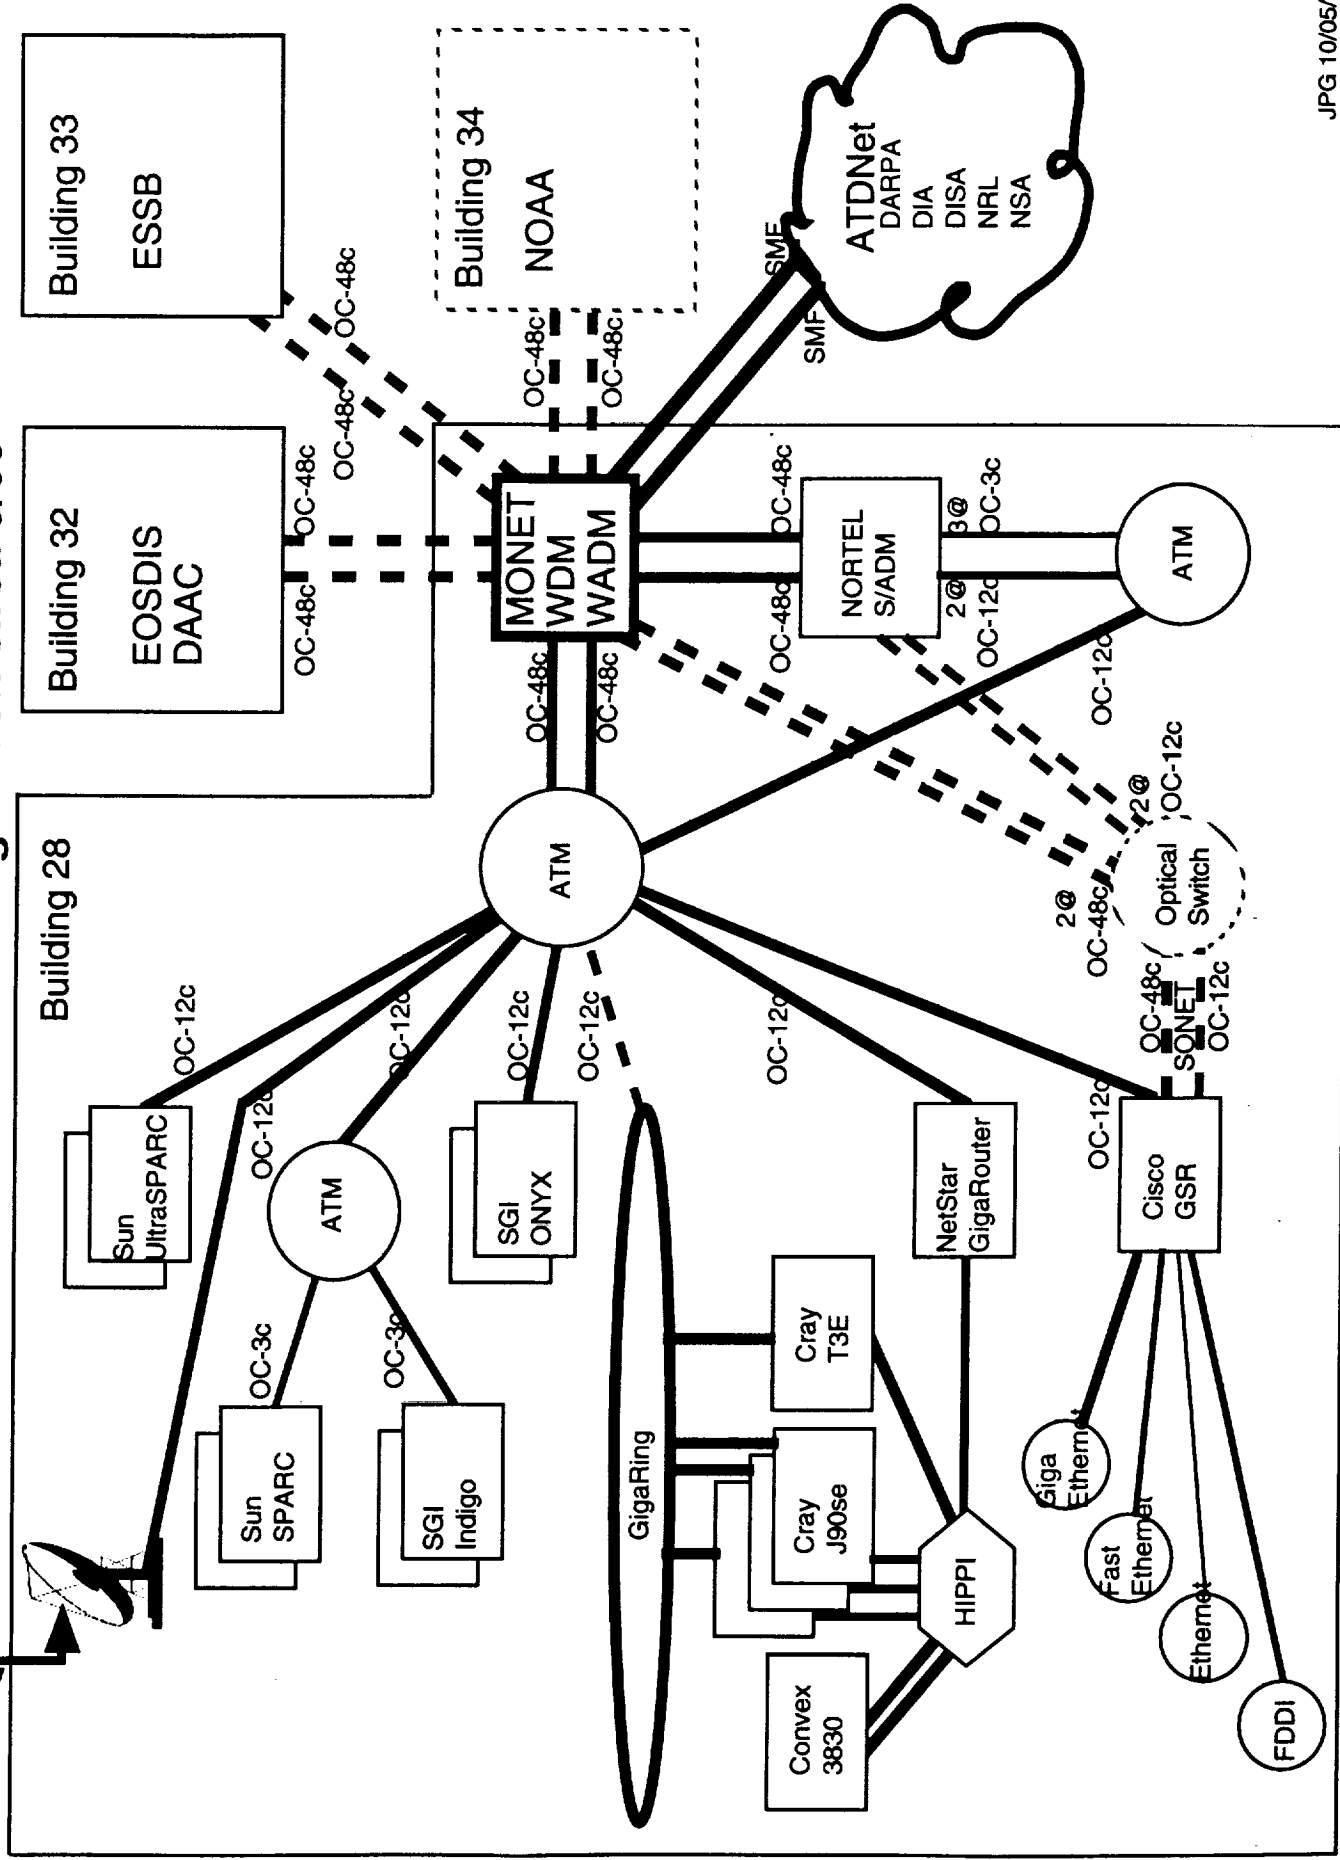 Building 28
Building 32
EOSDIS
DAAC
Building 33
ESSB
Building 34
NOAA
ATDNet
DARPA
DIA
DISA
NRL
NSA
SMF
SMF
OC-48c
OC-48c
OC-48c
OC-48c
OC-48c
OC-48c
MONET
WDM
WADM
OC-48c
OC-48c
OC-48c
OC-48c
NORTEL
S/ADM
2@
OC-12c
3@
OC-3c
ATM
OC-12c
ATM
OC-12c
OC-12c
OC-12c
OC-12c
OC-12c
OC-12c
OC-12c
Sun
UltraSPARC
ATM
OC-3c
OC-3c
Sun
SPARC
SGI
Indigo
SGI
ONYX
GigaRing
Cray
T3E
Cray
J90se
Convex
3830
HIPPI
NetStar
GigaRouter
Cisco
GSR
OC-48c
SONET
OC-12c
Optical
Switch
2@
OC-48c
2@
OC-12c
Giga
Ethernet
Fast
Ethernet
Ethernet
FDDI
JPG 10/05/